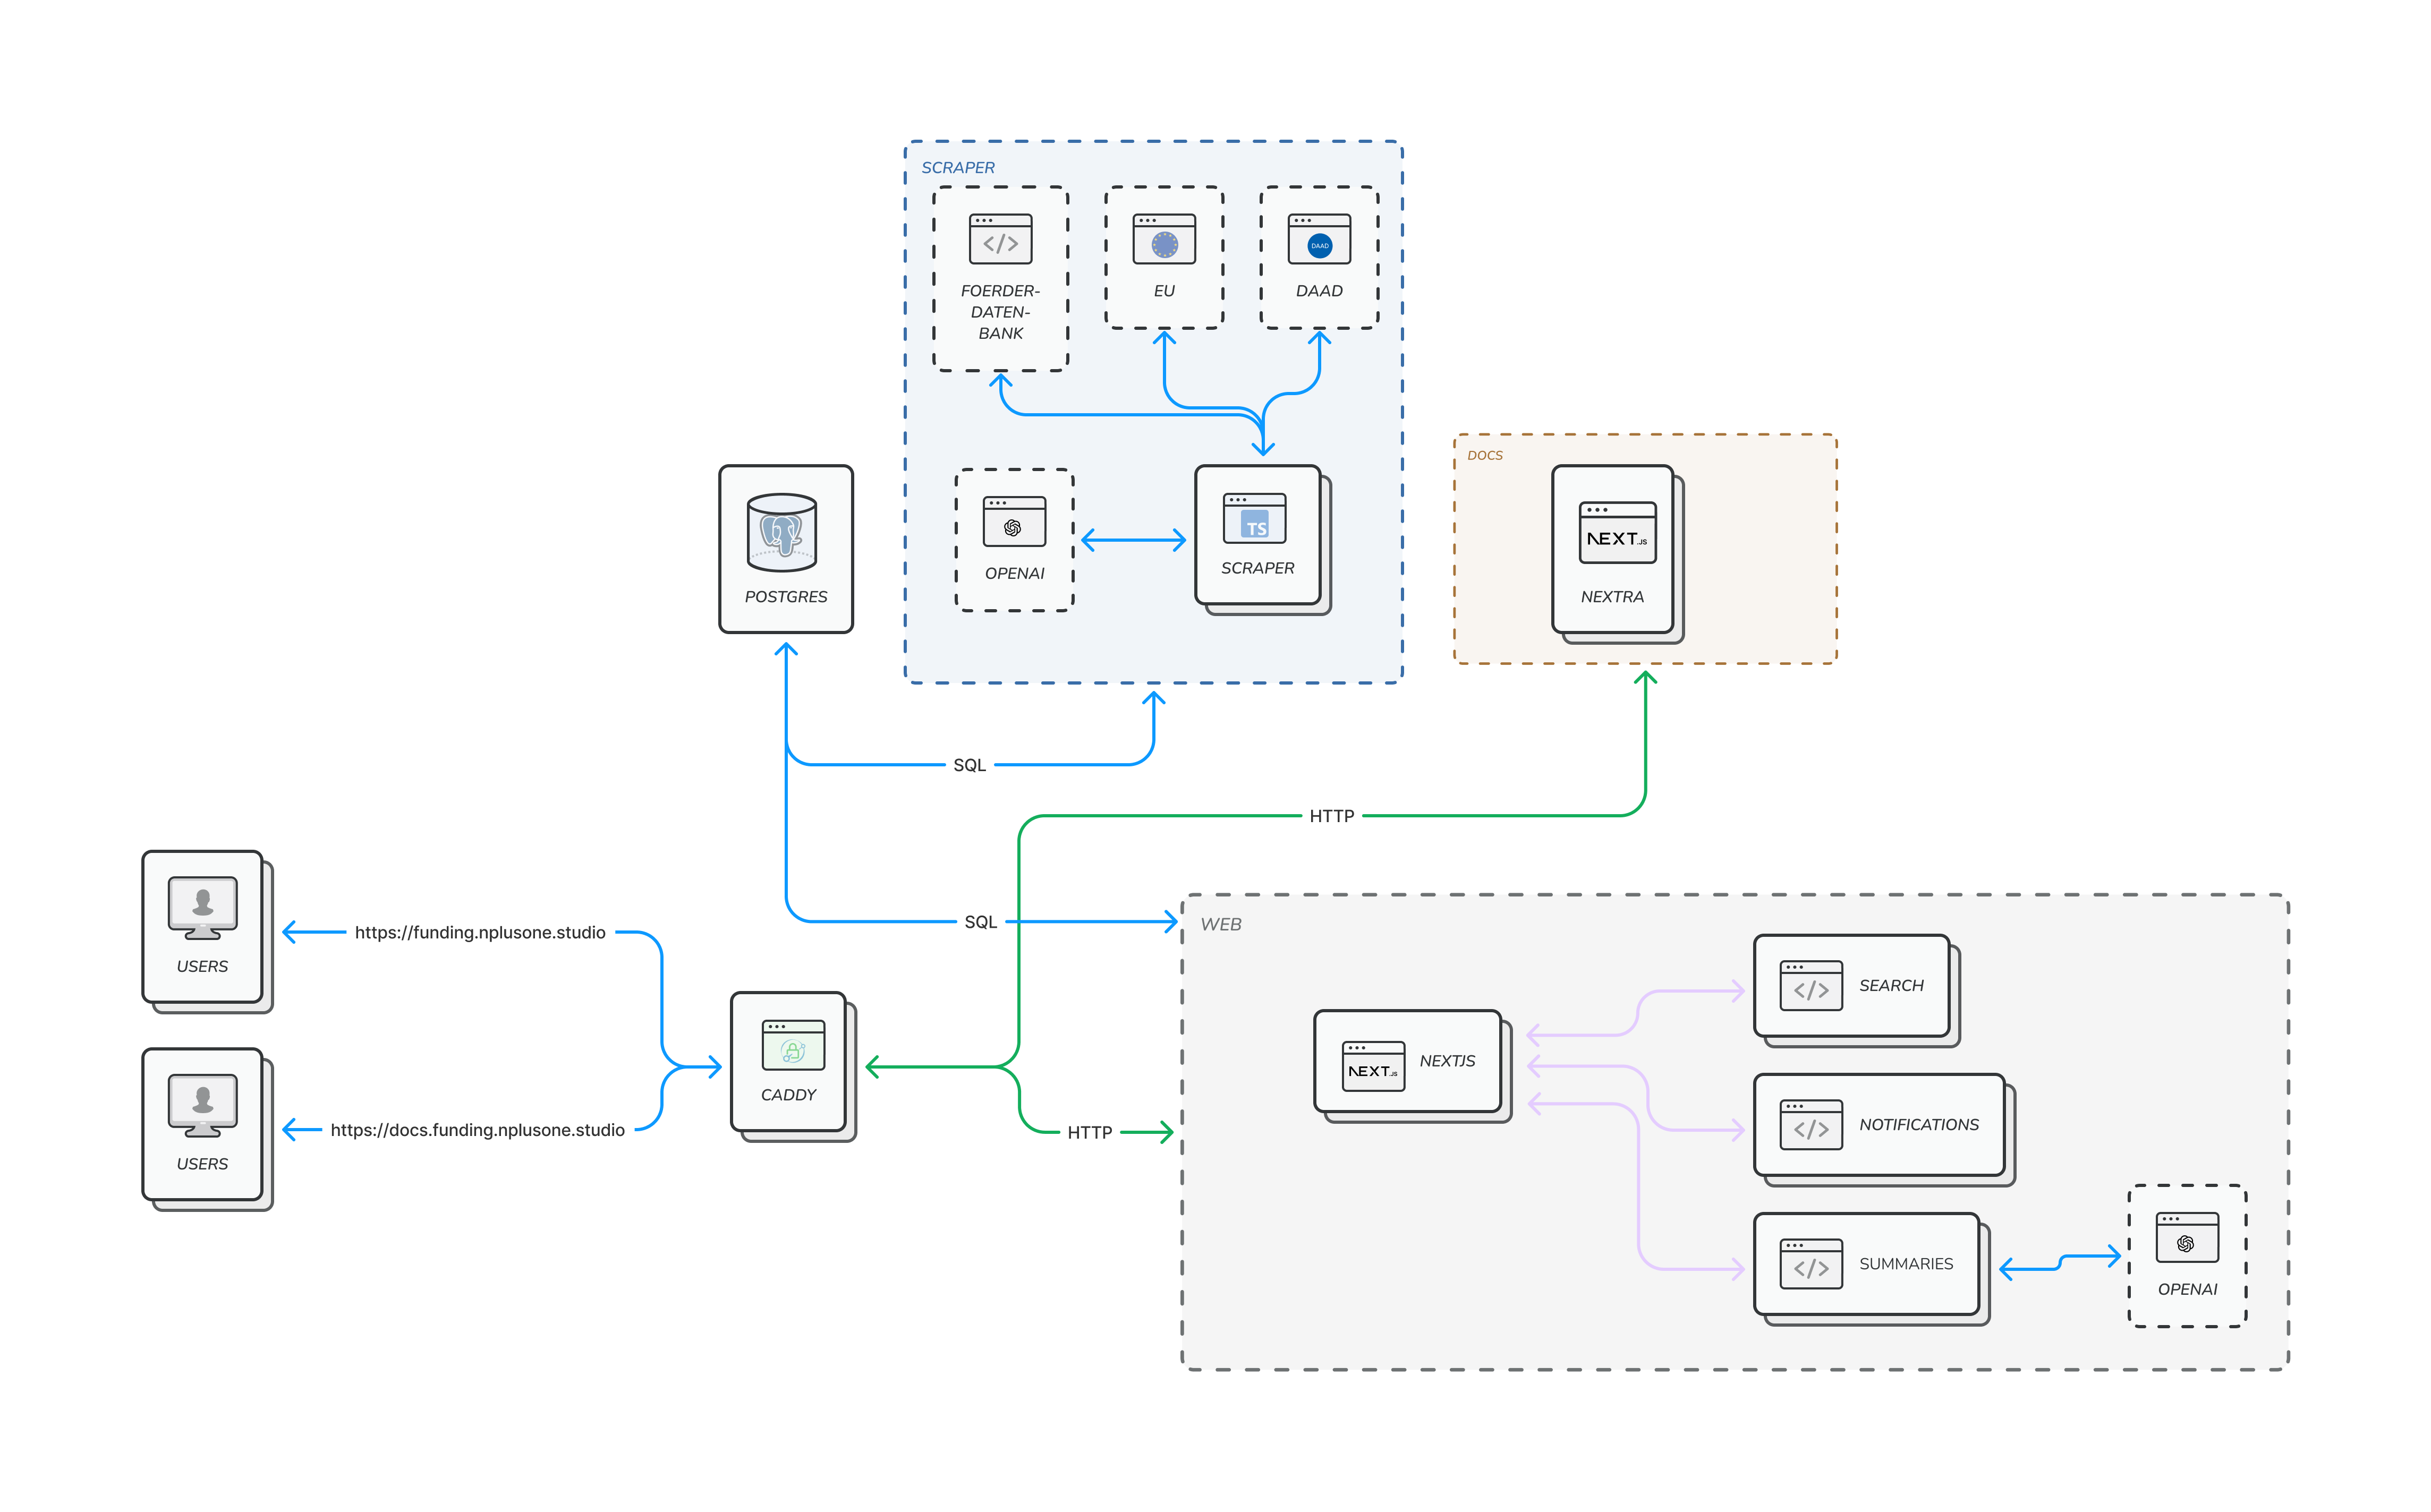 SCRAPER
FOERDER-
DATEN-
BANK
EU
DAAD
DAAD
OPENAI
TS
SCRAPER
POSTGRES
DOCS
NEXT.JS
NEXTRA
SQL
HTTP
SQL
USERS
https://funding.nplusone.studio
USERS
https://docs.funding.nplusone.studio
CADDY
HTTP
WEB
NEXT.JS
NEXTJS
SEARCH
NOTIFICATIONS
SUMMARIES
OPENAI